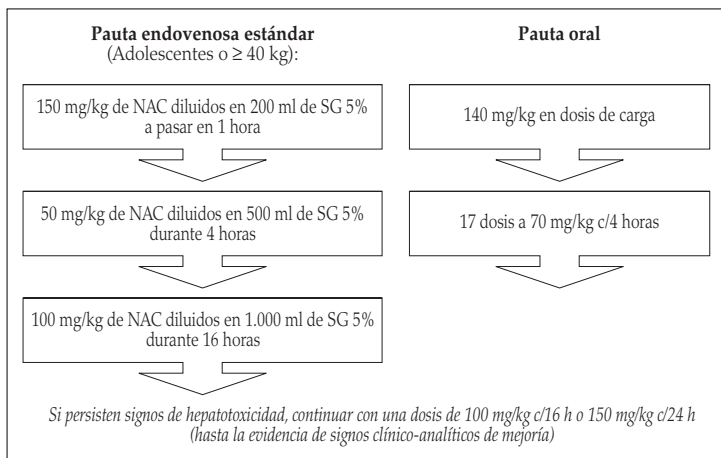 Pauta endovenosa estándar
(Adolescentes o ≥ 40 kg):
150 mg/kg de NAC diluidos en 200 ml de SG 5%
a pasar en 1 hora
50 mg/kg de NAC diluidos en 500 ml de SG 5%
durante 4 horas
100 mg/kg de NAC diluidos en 1.000 ml de SG 5%
durante 16 horas
Pauta oral
140 mg/kg en dosis de carga
17 dosis a 70 mg/kg c/4 horas
Si persisten signos de hepatotoxicidad, continuar con una dosis de 100 mg/kg c/16 h o 150 mg/kg c/24 h
(hasta la evidencia de signos clínico-analíticos de mejoría)